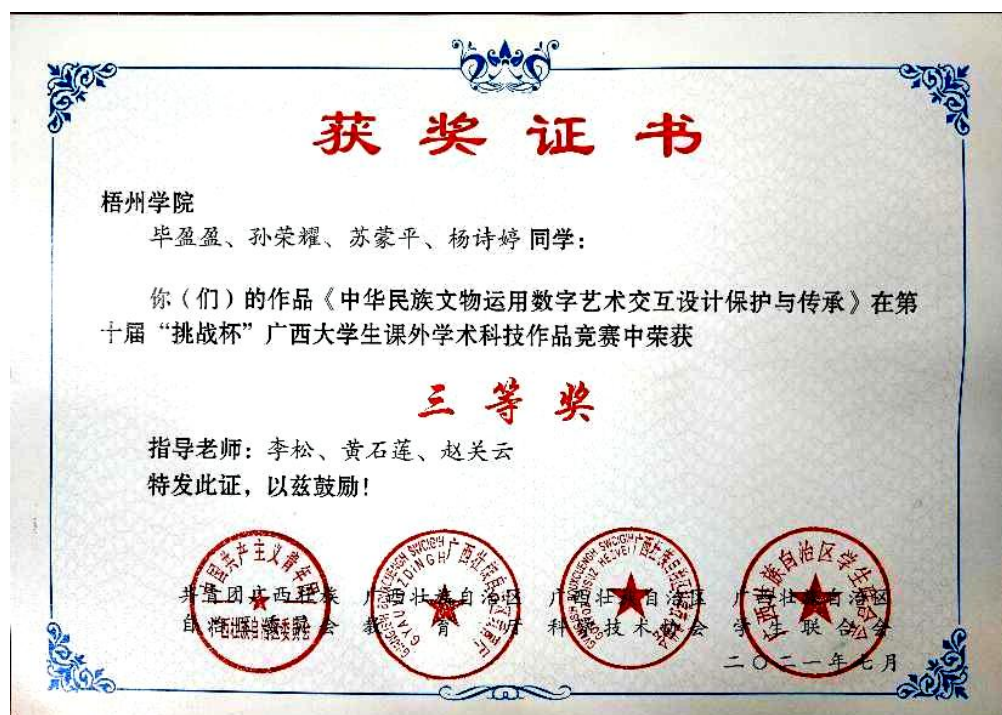 获奖证书
梧州学院
毕盈盈、孙荣耀、苏蒙平、杨诗婷 同学：
你（们）的作品《中华民族文物运用数字艺术交互设计保护与传承》在第
十届“挑战杯”广西大学生课外学术科技作品竞赛中荣获
三等奖
指导老师：李松、黄石莲、赵关云
特发此证，以兹鼓励！
共青团广西壮族 广西壮族自治区 广西壮族自治区 广西壮族自治区
自治区委员会 教育厅 科学技术协会 学生联合会
二〇二一年七月